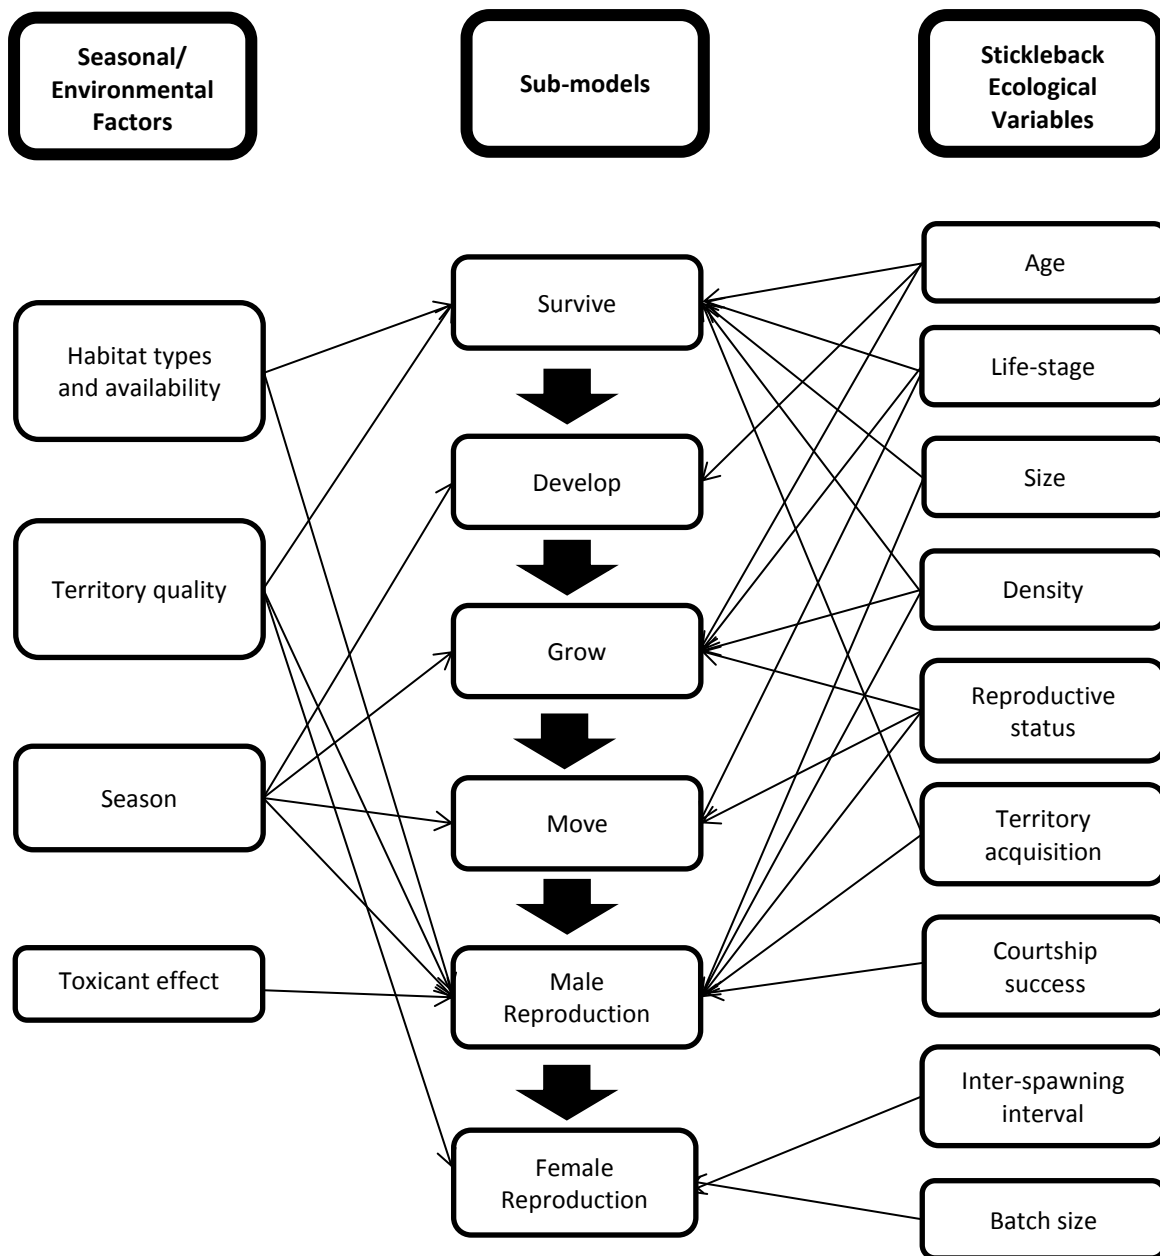 Seasonal/
Environmental
Factors
Sub-models
Stickleback
Ecological
Variables
Habitat types
and availability
Territory quality
Season
Toxicant effect
Survive
Develop
Grow
Move
Male
Reproduction
Female
Reproduction
Age
Life-stage
Size
Density
Reproductive
status
Territory
acquisition
Courtship
success
Inter-spawning
interval
Batch size